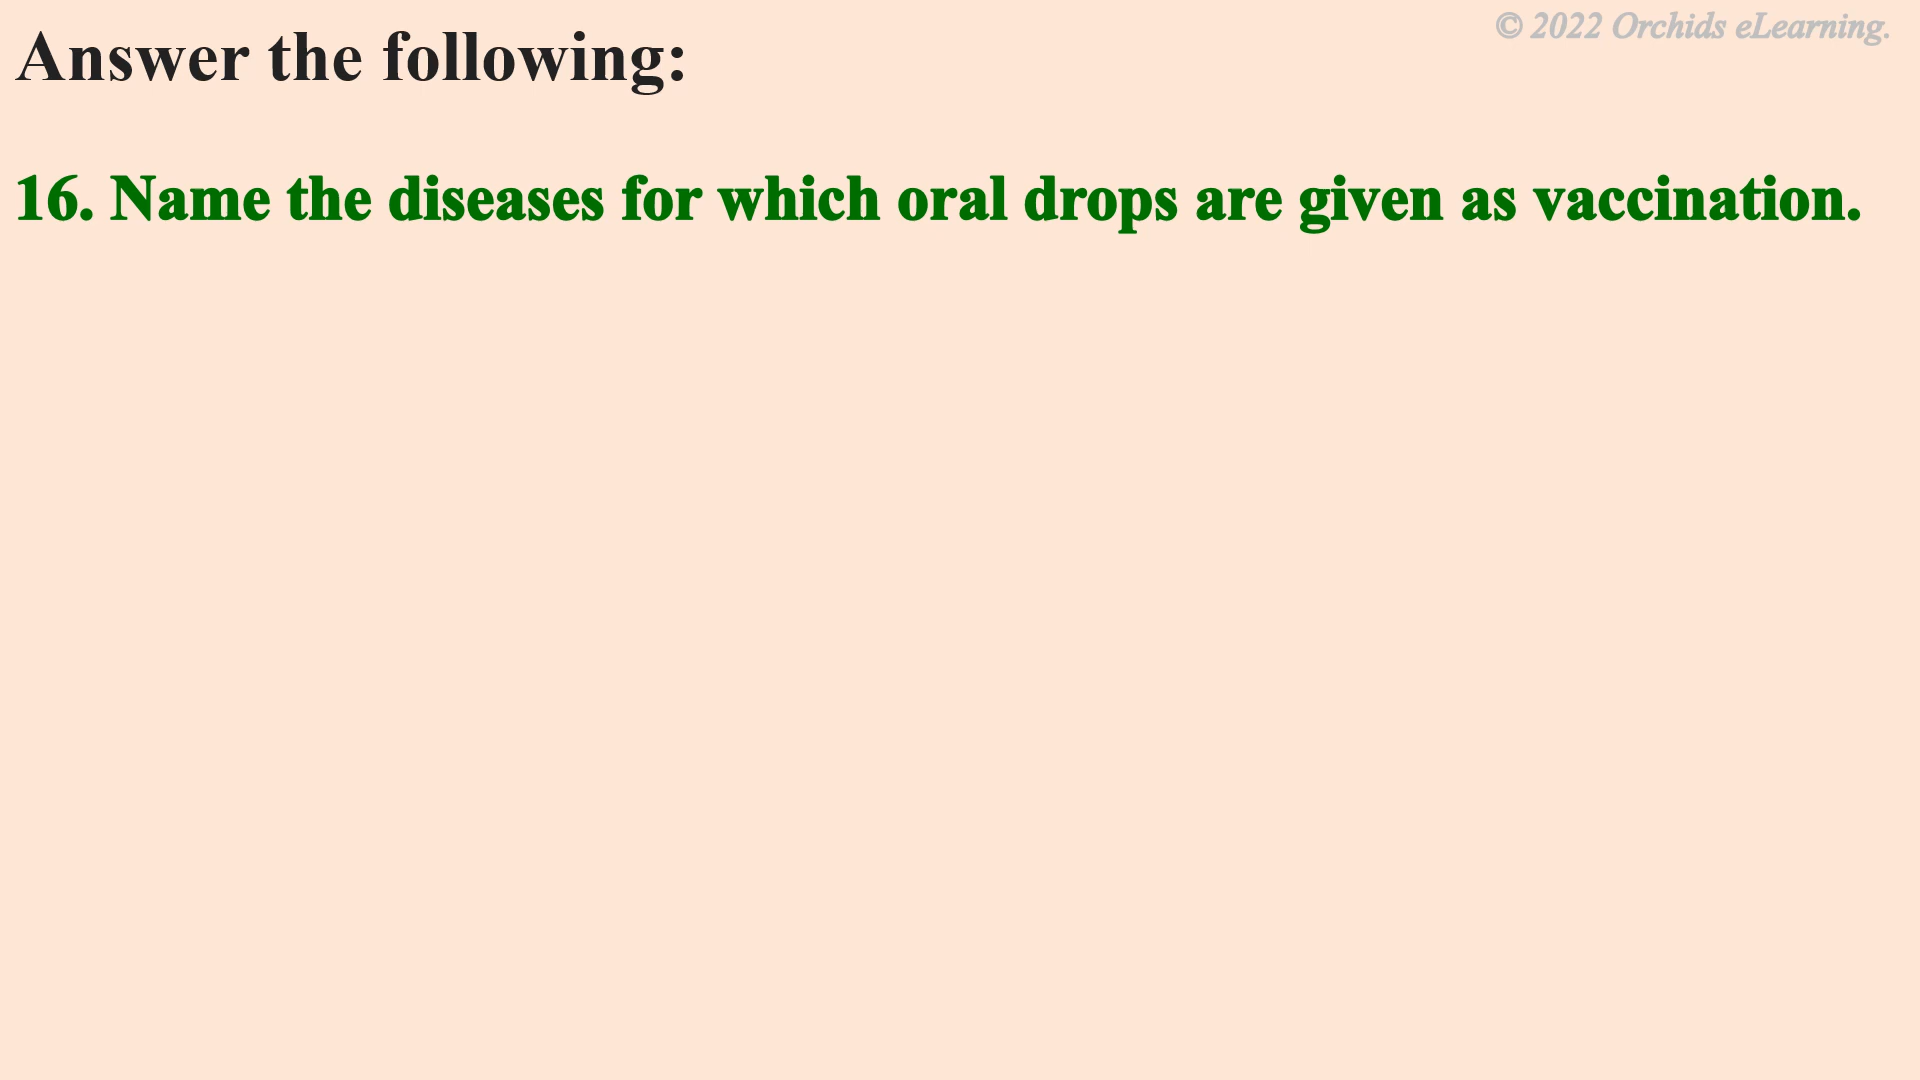 © 2022 Orchids eLearning.
Answer the following:
16. Name the diseases for which oral drops are given as vaccination.